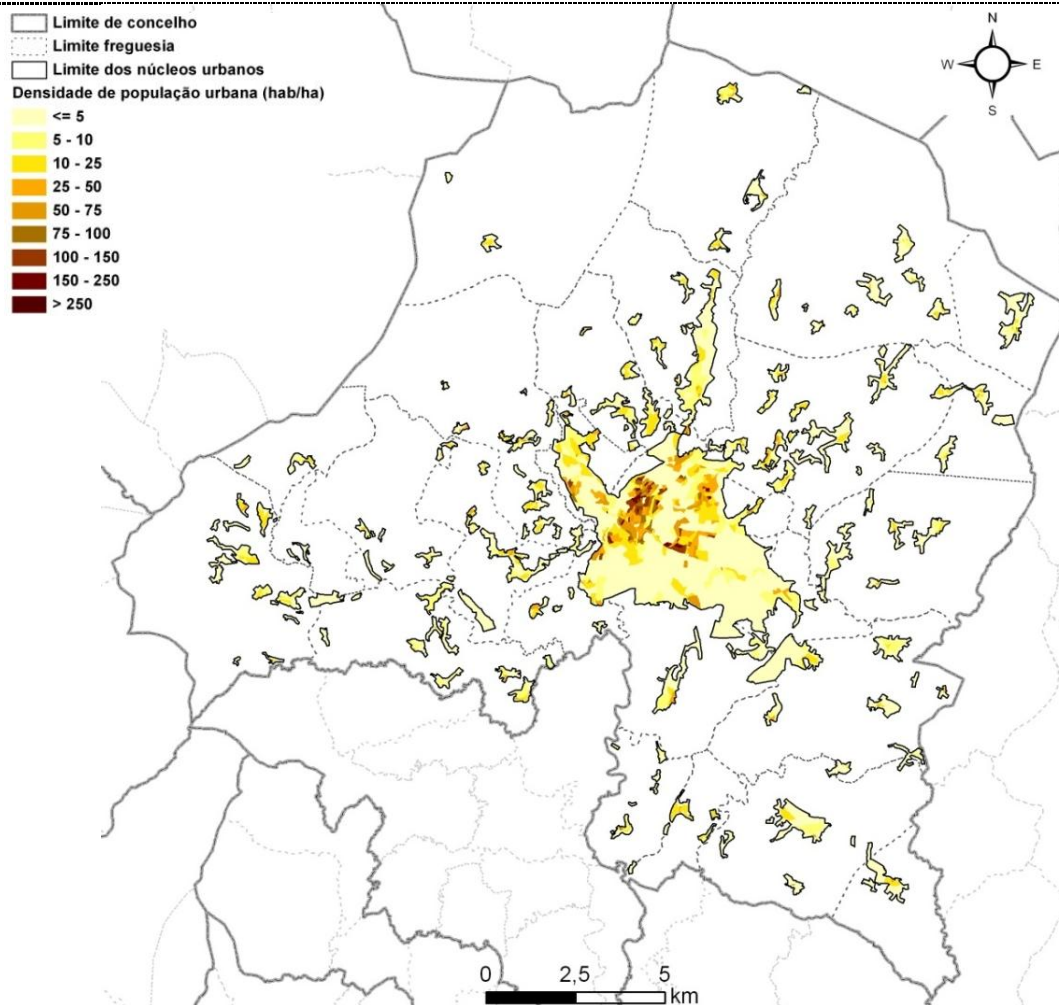 Limite de concelho
Limite freguesia
Limite dos núcleos urbanos
Densidade de população urbana (hab/ha)
<= 5
5 - 10
10 - 25
25 - 50
50 - 75
75 - 100
100 - 150
150 - 250
> 250
N
W E
S
0 2,5 5
km